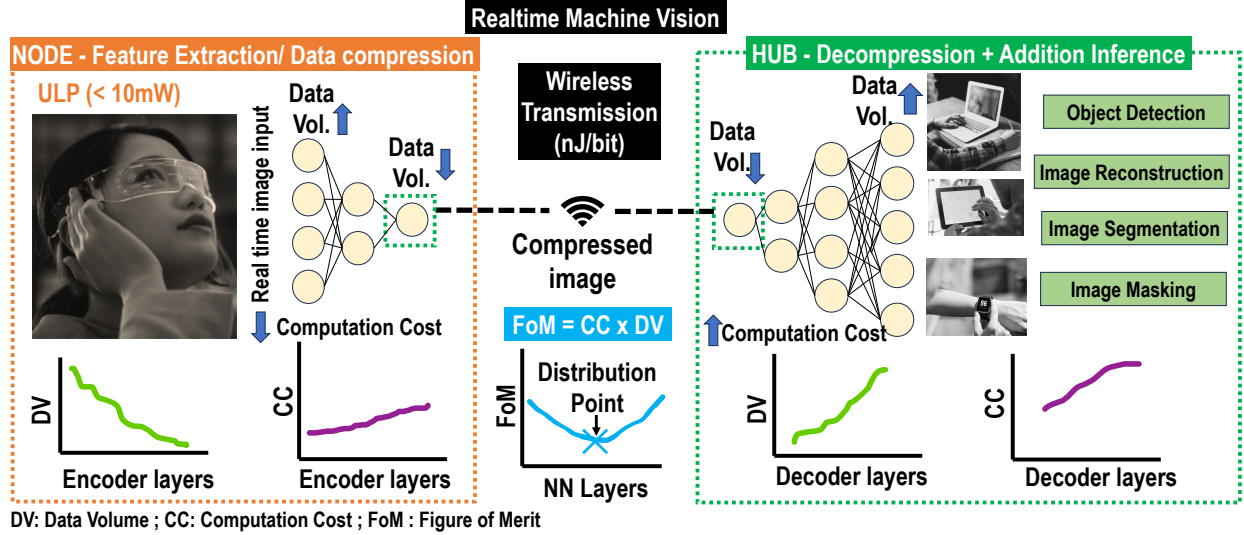 Realtime Machine Vision
NODE - Feature Extraction/ Data compression
ULP (< 10mW)
Real time image input
Data
Vol.
Data
Vol.
Computation Cost
DV
Encoder layers
CC
Encoder layers
Wireless
Transmission
(nJ/bit)
Compressed
image
FoM = CC x DV
FoM
Distribution
Point
NN Layers
HUB - Decompression + Addition Inference
Data
Vol.
Data
Vol.
Computation Cost
96
Object Detection
Image Reconstruction
Image Segmentation
Image Masking
DV
Decoder layers
CC
Decoder layers
DV: Data Volume ; CC: Computation Cost ; FoM : Figure of Merit